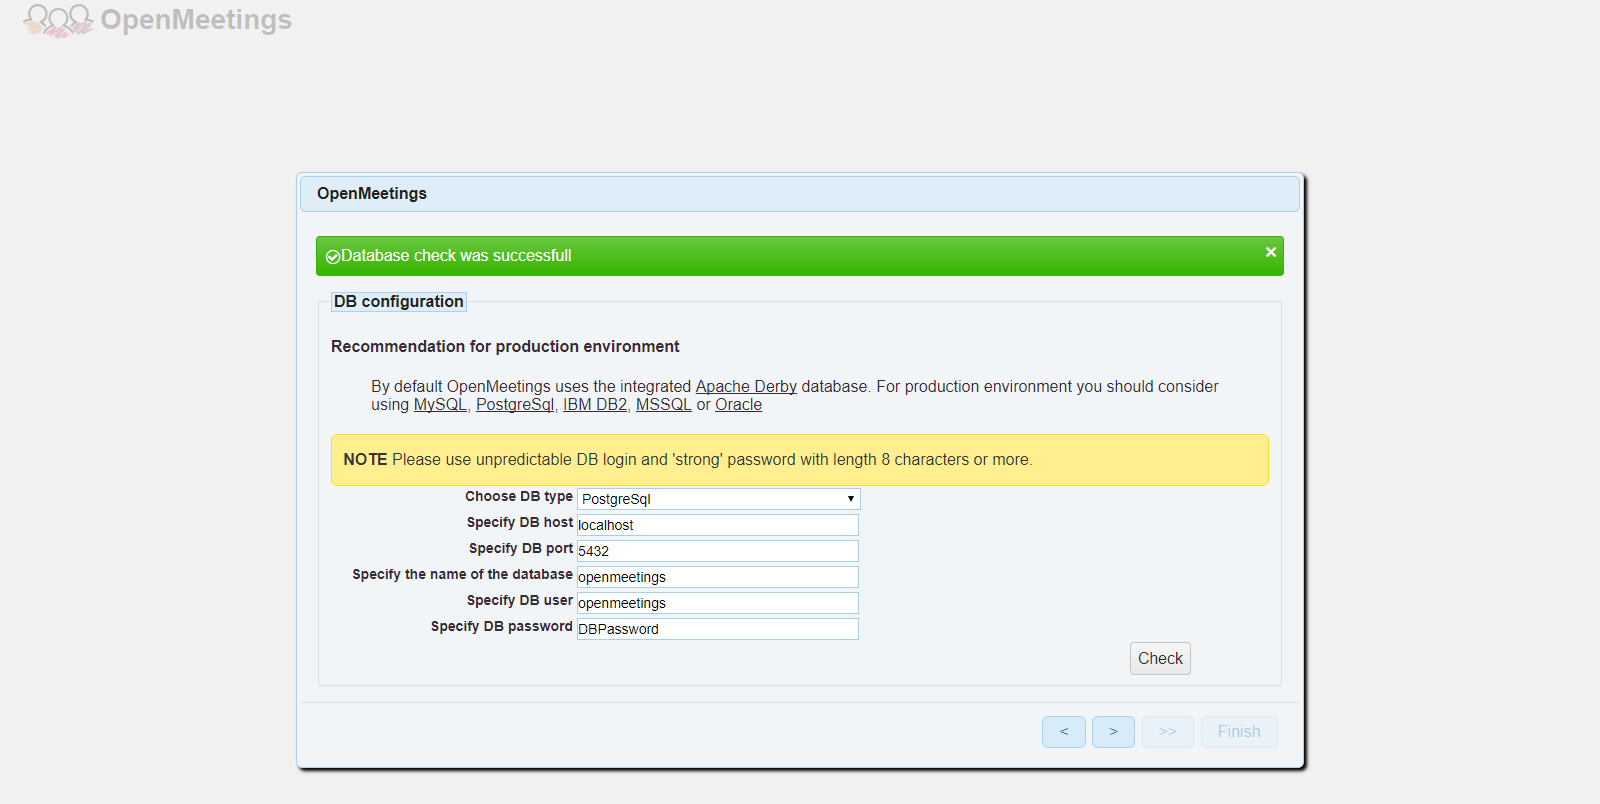 OpenMeetings
OpenMeetings
Database check was successfull
×
DB configuration
Recommendation for production environment
By default OpenMeetings uses the integrated Apache Derby database. For production environment you should consider
using MySQL, PostgreSql, IBM DB2, MSSQL or Oracle
NOTE Please use unpredictable DB login and 'strong' password with length 8 characters or more.
Choose DB type PostgreSql
Specify DB host localhost
Specify DB port 5432
Specify the name of the database openmeetings
Specify DB user openmeetings
Specify DB password DBPassword
Check
< > >> Finish